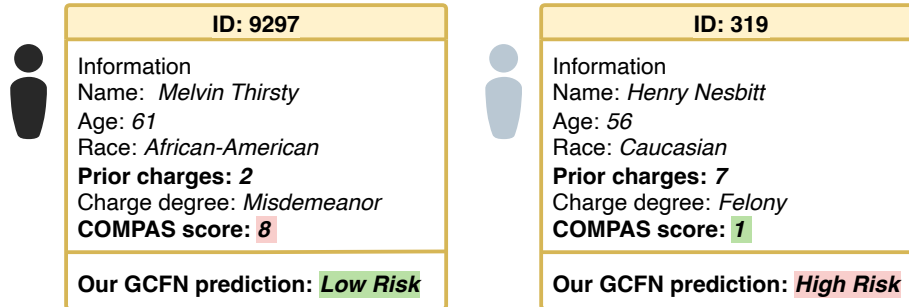 ID: 9297
Information
Name: Melvin Thirsty
Age: 61
Race: African-American
Prior charges: 2
Charge degree: Misdemeanor
COMPAS score: 8
Our GCFN prediction: Low Risk
ID: 319
Information
Name: Henry Nesbitt
Age: 56
Race: Caucasian
Prior charges: 7
Charge degree: Felony
COMPAS score: 1
Our GCFN prediction: High Risk